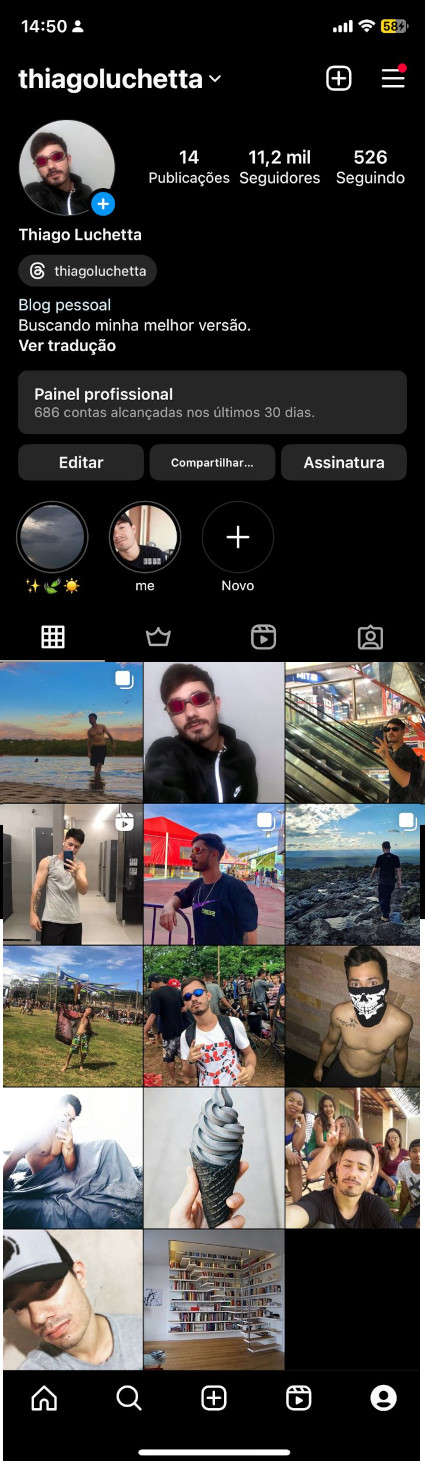 14:50
58
thiagoluchetta
14
11,2 mil
526
Publicações
Seguidores
Seguindo
Thiago Luchetta
thiagoluchetta
Blog pessoal
Buscando minha melhor versão.
Ver tradução
Painel profissional
686 contas alcançadas nos últimos 30 dias.
Editar
Compartilhar...
Assinatura
me
Novo